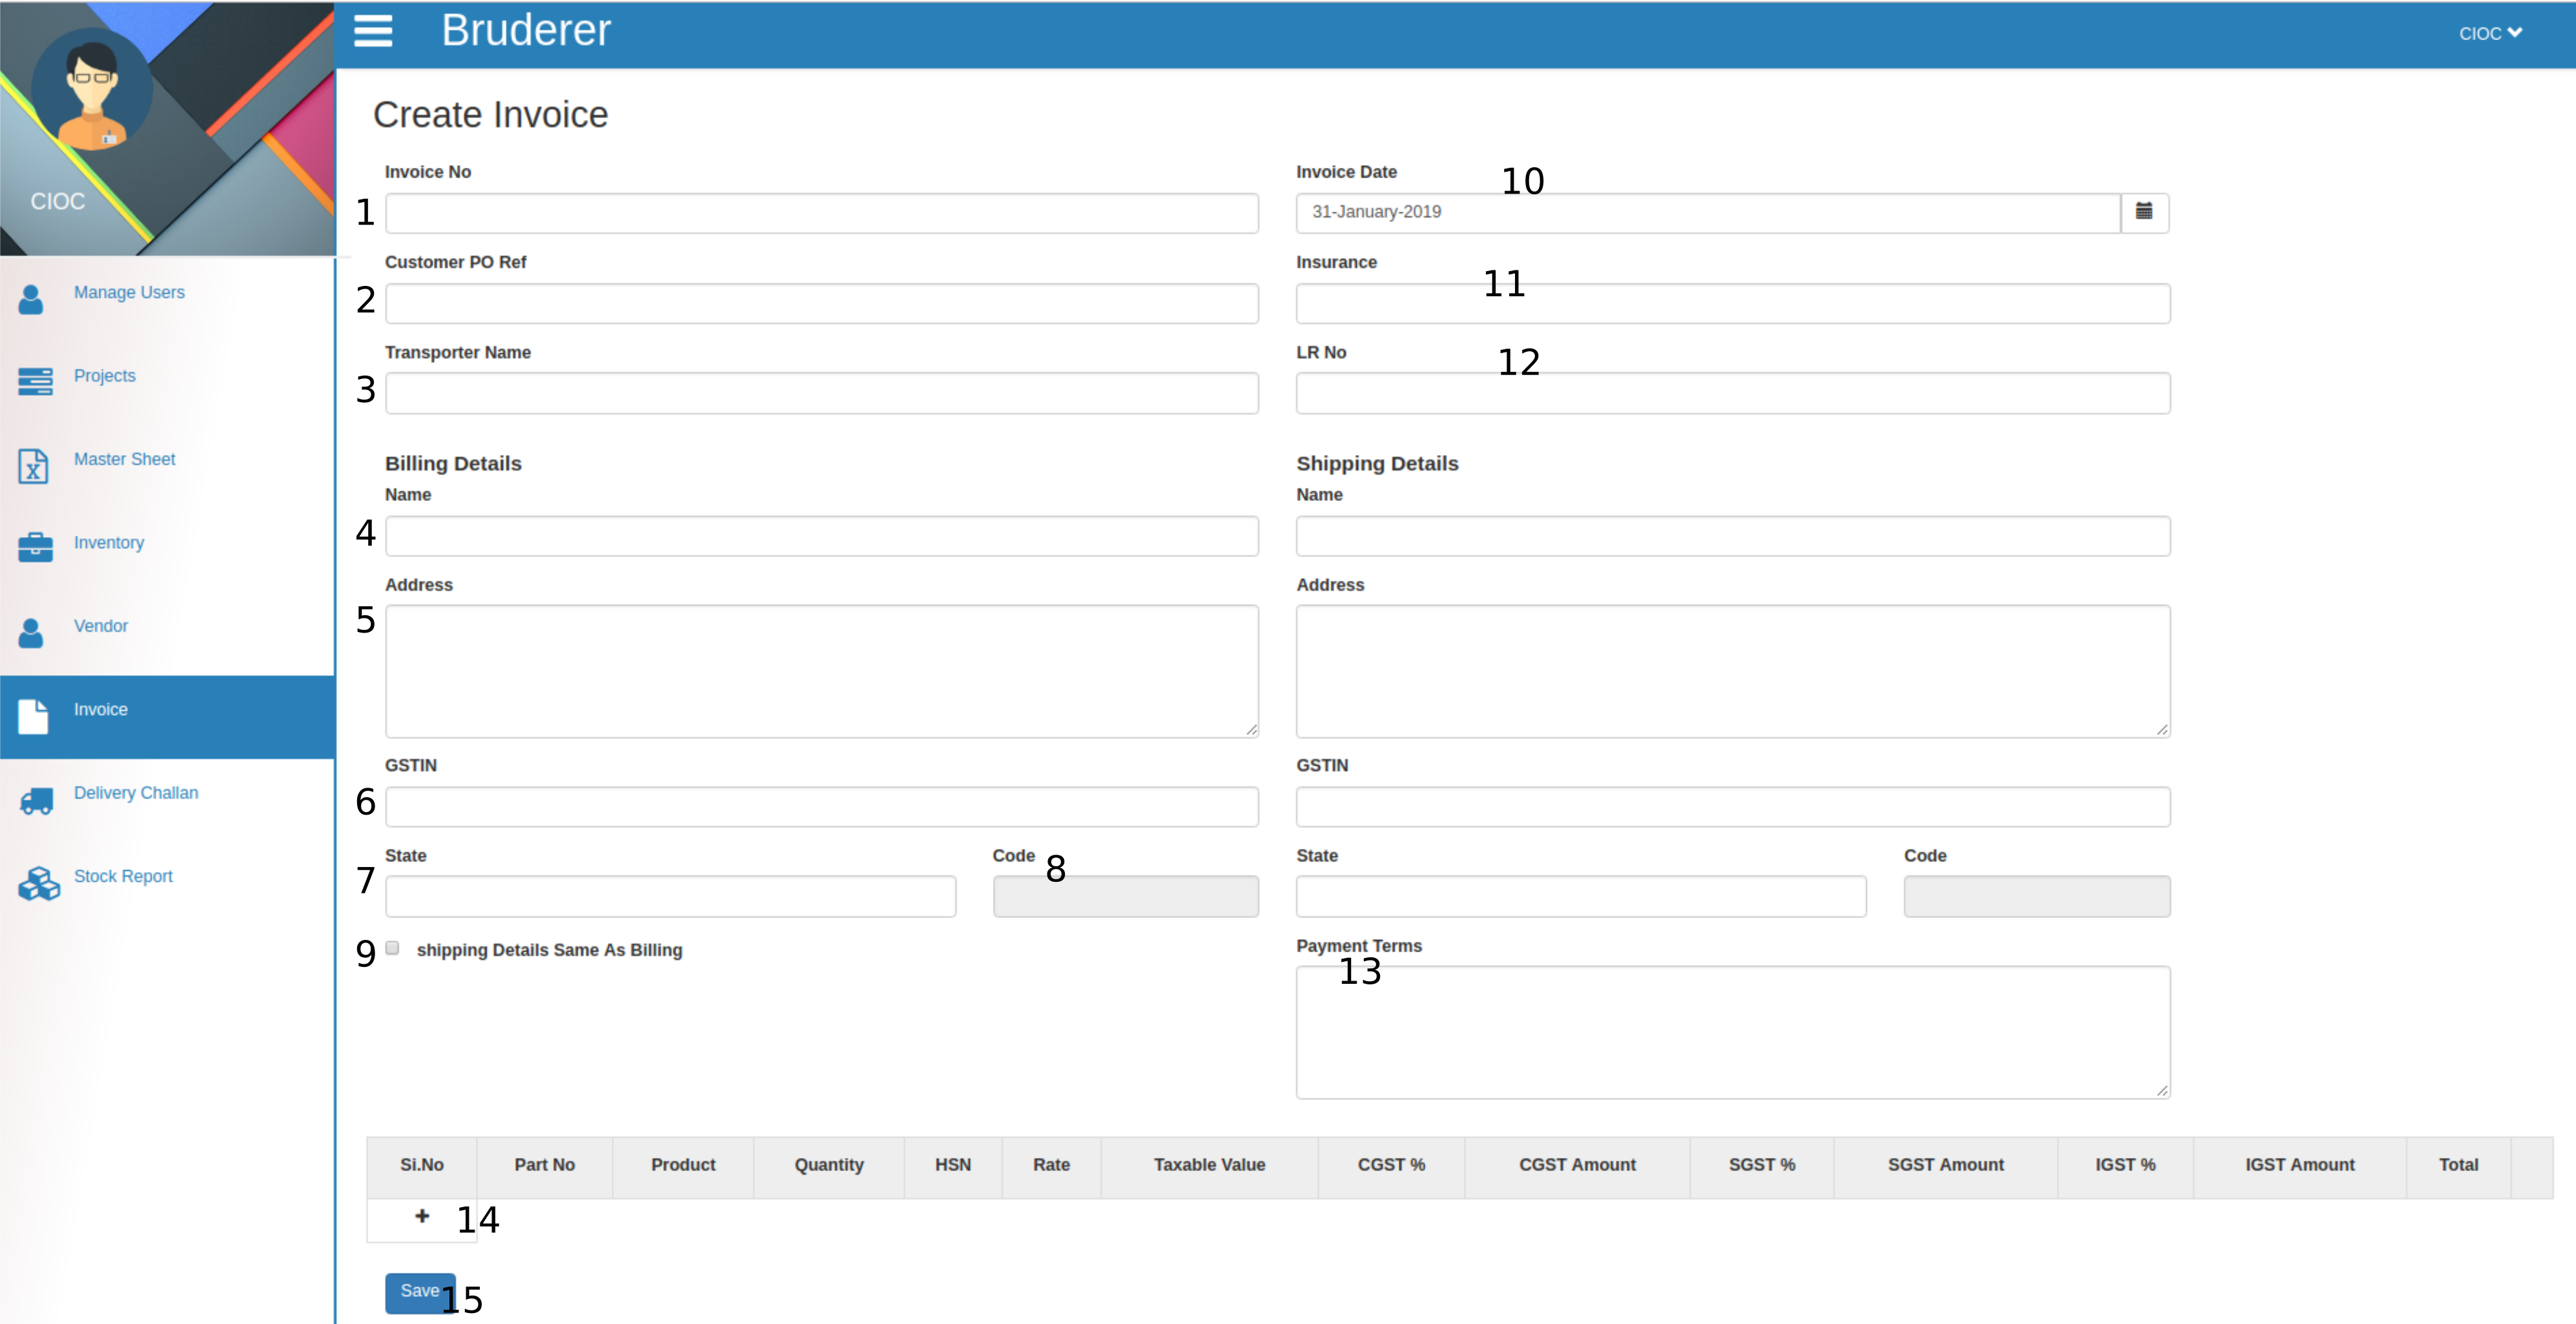 Bruderer
CIOC
CIOC
Manage Users
Projects
Master Sheet
Inventory
Vendor
Invoice
Delivery Challan
Stock Report
Create Invoice
Invoice No
1
Invoice Date 10
31-January-2019
Customer PO Ref
2
Insurance 11
Transporter Name
3
LR No 12
Billing Details
Name
4
Address
5
GSTIN
6
State
7
Code 8
9 shipping Details Same As Billing
Shipping Details
Name
Address
GSTIN
State
Code
Payment Terms
13
Si.No Part No Product Quantity HSN Rate Taxable Value CGST % CGST Amount SGST % SGST Amount IGST % IGST Amount Total
+ 14
Save 15